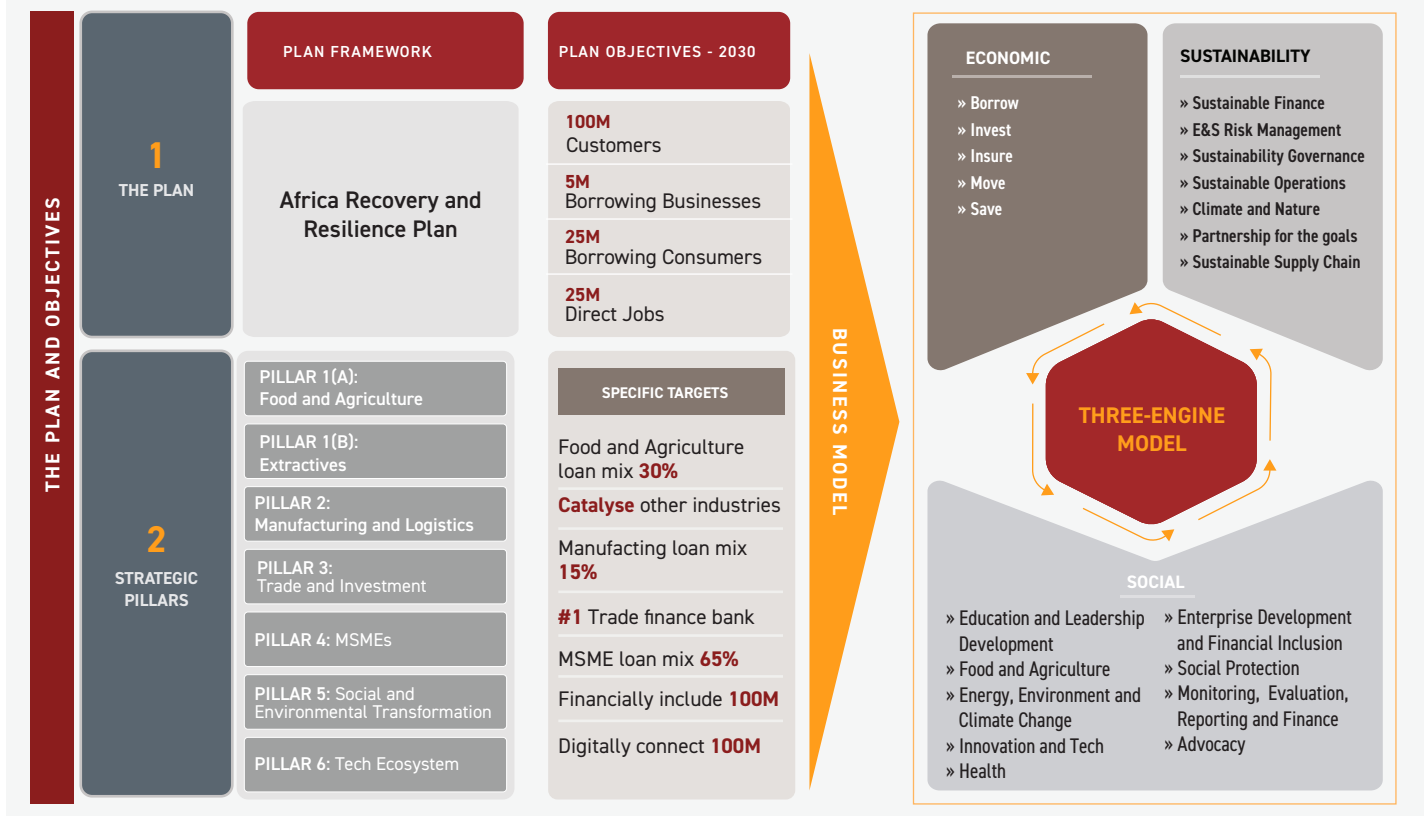 THE PLAN AND OBJECTIVES
1
THE PLAN
PLAN FRAMEWORK
Africa Recovery and
Resilience Plan
PLAN OBJECTIVES - 2030
100M
Customers
5M
Borrowing Businesses
25M
Borrowing Consumers
25M
Direct Jobs
2
STRATEGIC
PILLARS
PILLAR 1(A):
Food and Agriculture
PILLAR 1(B):
Extractives
PILLAR 2:
Manufacturing and Logistics
PILLAR 3:
Trade and Investment
PILLAR 4: MSMEs
PILLAR 5: Social and
Environmental Transformation
PILLAR 6: Tech Ecosystem
SPECIFIC TARGETS
Food and Agriculture
loan mix 30%
Catalyse other industries
Manufacting loan mix
15%
#1 Trade finance bank
MSME loan mix 65%
Financially include 100M
Digitally connect 100M
BUSINESS MODEL
ECONOMIC
» Borrow
» Invest
» Insure
» Move
» Save
SUSTAINABILITY
» Sustainable Finance
» E&S Risk Management
» Sustainability Governance
» Sustainable Operations
» Climate and Nature
» Partnership for the goals
» Sustainable Supply Chain
THREE-ENGINE
MODEL
SOCIAL
» Education and Leadership
Development
» Food and Agriculture
» Energy, Environment and
Climate Change
» Innovation and Tech
» Health
» Enterprise Development
and Financial Inclusion
» Social Protection
» Monitoring, Evaluation,
Reporting and Finance
» Advocacy